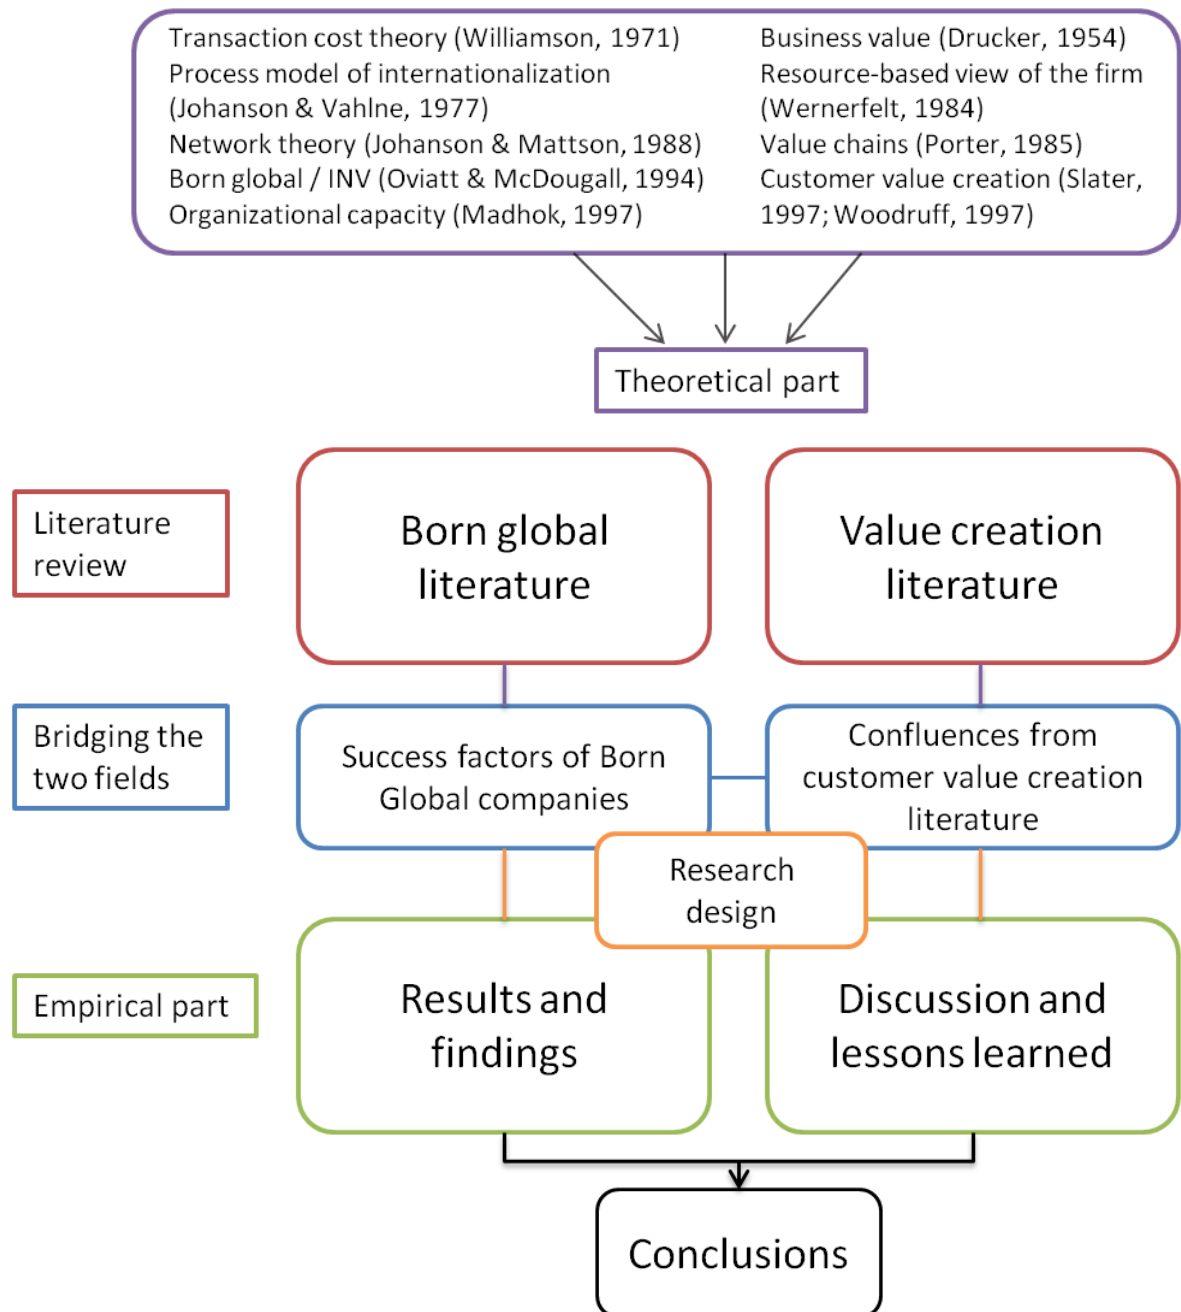 Transaction cost theory (Williamson, 1971)
Process model of internationalization
(Johanson & Vahlne, 1977)
Network theory (Johanson & Mattson, 1988)
Born global / INV (Oviatt & McDougall, 1994)
Organizational capacity (Madhok, 1997)
Business value (Drucker, 1954)
Resource-based view of the firm
(Wernerfelt, 1984)
Value chains (Porter, 1985)
Customer value creation (Slater,
1997; Woodruff, 1997)
Theoretical part
Literature
review
Born global
literature
Value creation
literature
Bridging the
two fields
Success factors of Born
Global companies
Confluences from
customer value creation
literature
Research
design
Empirical part
Results and
findings
Discussion and
lessons learned
Conclusions